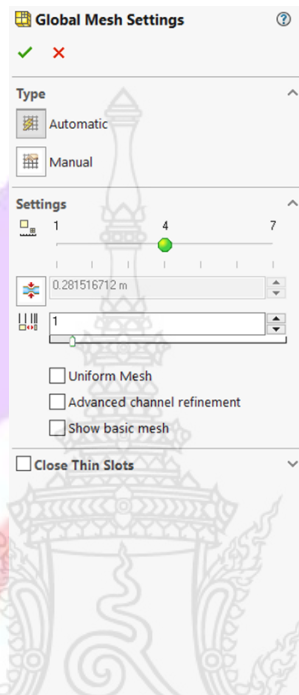 Global Mesh Settings
Type
Automatic
Manual
Settings
1 4 7
0.281516712 m
1
Uniform Mesh
Advanced channel refinement
Show basic mesh
Close Thin Slots